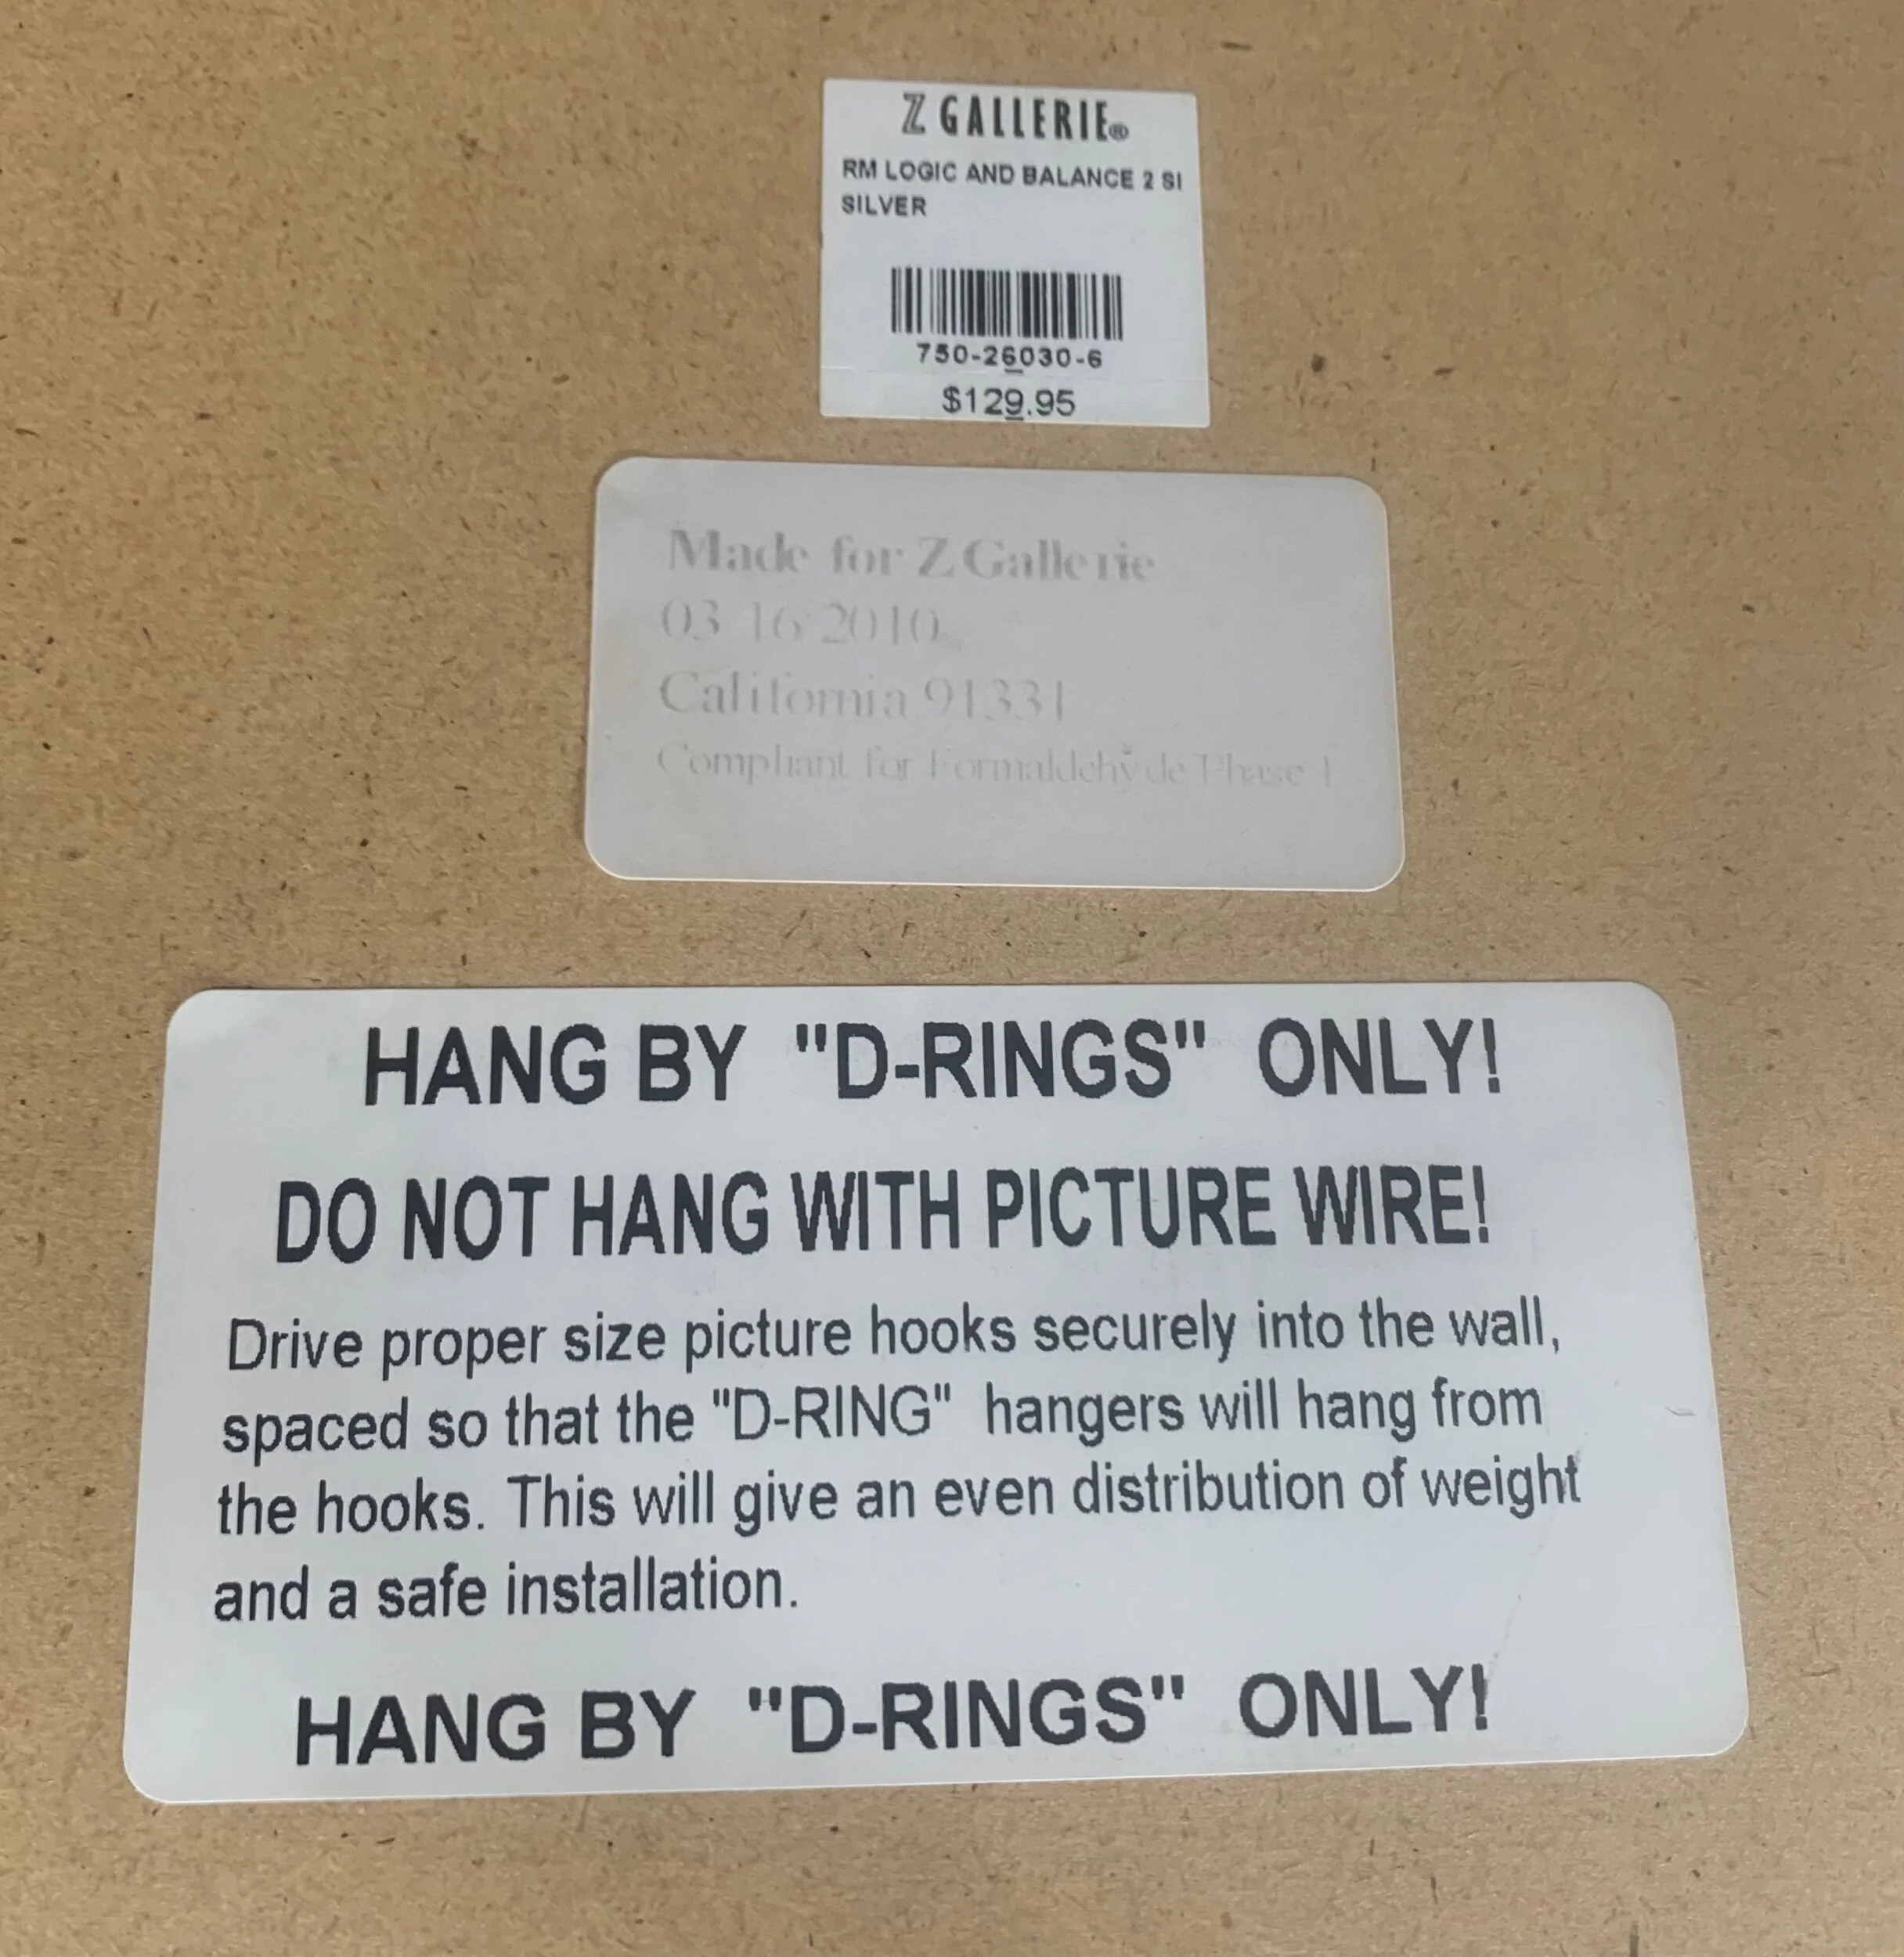 Z GALLERIE®
RM LOGIC AND BALANCE 2 SI
SILVER
750-26030-6
$129.95
Made for Z Gallerie
03 16 2010
California 91331
Compliant for Formaldehyde Phase 1
HANG BY "D-RINGS" ONLY!
DO NOT HANG WITH PICTURE WIRE!
Drive proper size picture hooks securely into the wall,
spaced so that the "D-RING" hangers will hang from
the hooks. This will give an even distribution of weight
and a safe installation.
HANG BY "D-RINGS" ONLY!